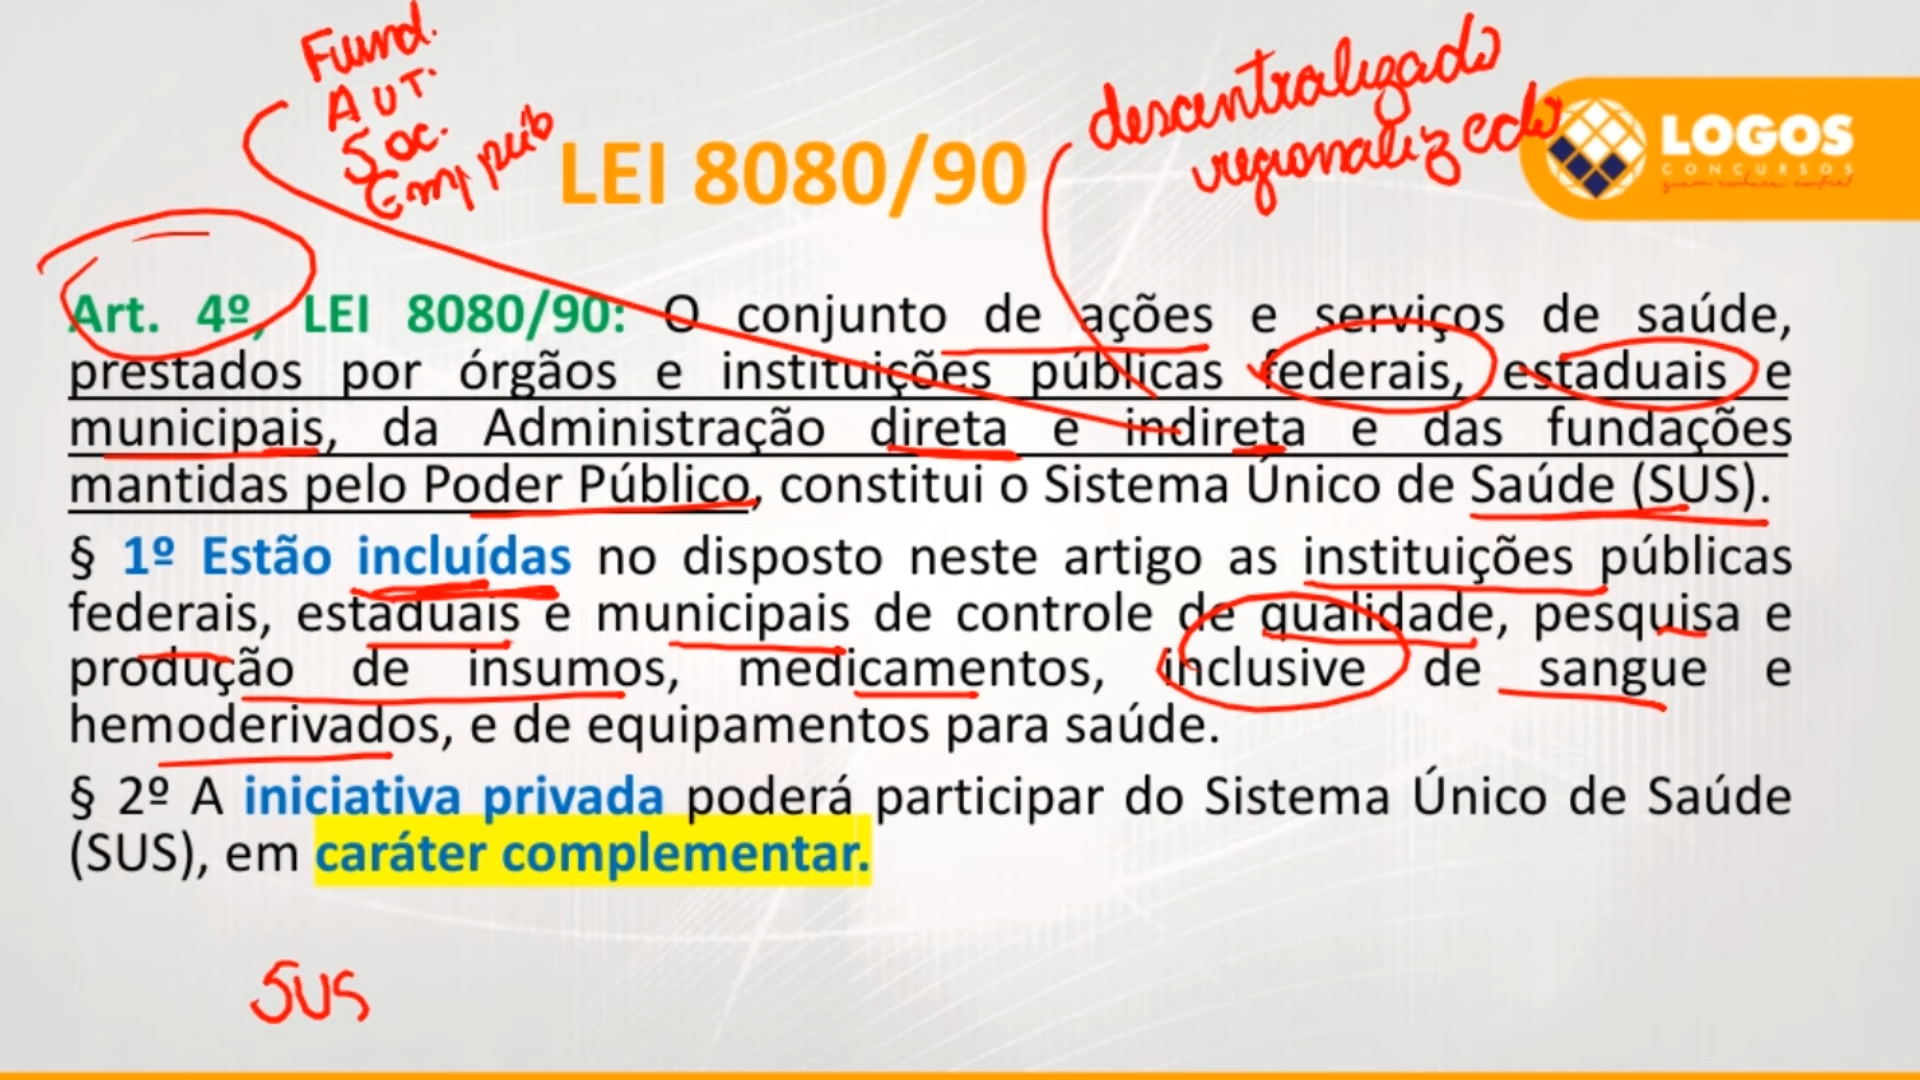 Fund.
AUT.
Soc.
Emp púb
descentralizado
regionalizado
LEI 8080/90
LOGOS
CONCURSOS
Art. 4º, LEI 8080/90: O conjunto de ações e serviços de saúde,
prestados por órgãos e instituições públicas federais, estaduais e
municipais, da Administração direta e indireta e das fundações
mantidas pelo Poder Público, constitui o Sistema Único de Saúde (SUS).
§ 1º Estão incluídas no disposto neste artigo as instituições públicas
federais, estaduais e municipais de controle de qualidade, pesquisa e
produção de insumos, medicamentos, inclusive de sangue e
hemoderivados, e de equipamentos para saúde.
§ 2º A iniciativa privada poderá participar do Sistema Único de Saúde
(SUS), em caráter complementar.
SUS